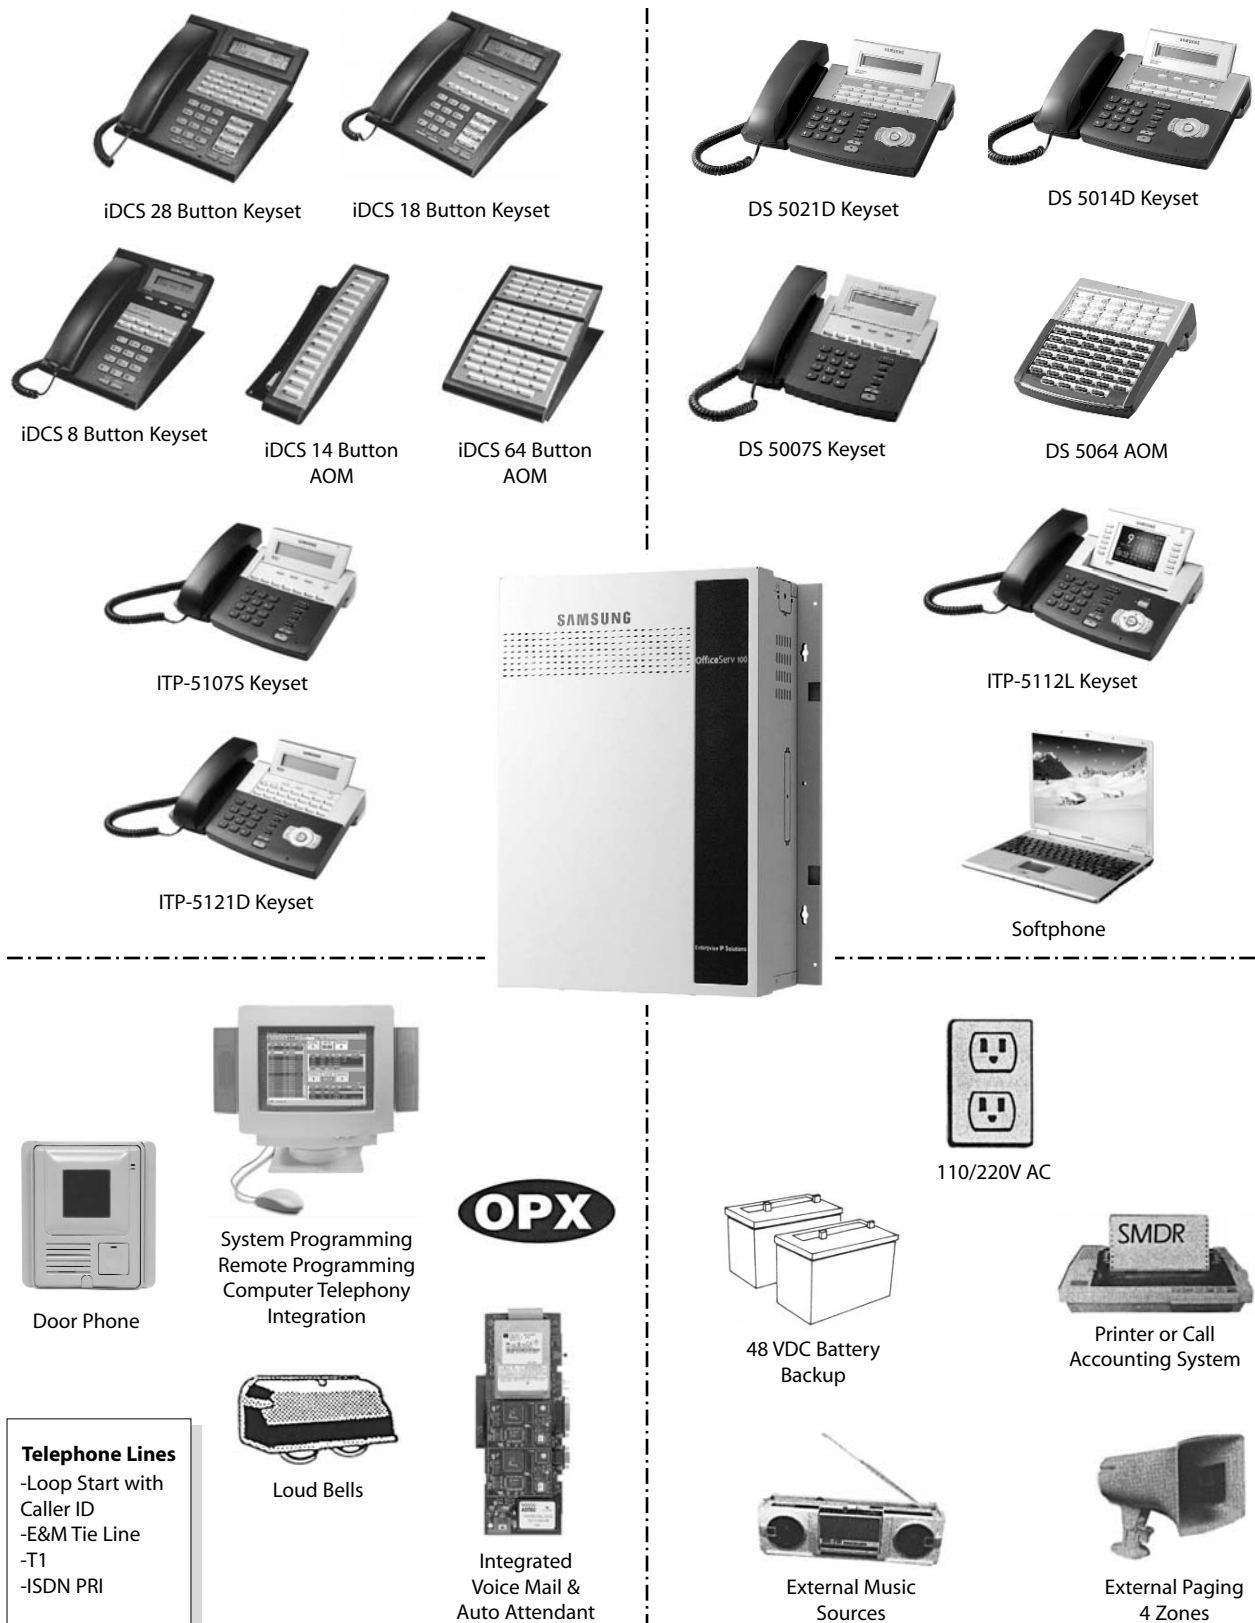 iDCS 28 Button Keyset
iDCS 18 Button Keyset
DS 5021D Keyset
DS 5014D Keyset
iDCS 8 Button Keyset
iDCS 14 Button
AOM
iDCS 64 Button
AOM
DS 5007S Keyset
DS 5064 AOM
ITP-5107S Keyset
SAMSUNG
OfficeServ 100
Enterprise IP Solutions
ITP-5112L Keyset
ITP-5121D Keyset
Softphone
Door Phone
System Programming
Remote Programming
Computer Telephony
Integration
OPX
110/220V AC
48 VDC Battery
Backup
SMDR
Printer or Call
Accounting System
Telephone Lines
-Loop Start with
Caller ID
-E&M Tie Line
-T1
-ISDN PRI
Loud Bells
Integrated
Voice Mail &
Auto Attendant
External Music
Sources
External Paging
4 Zones